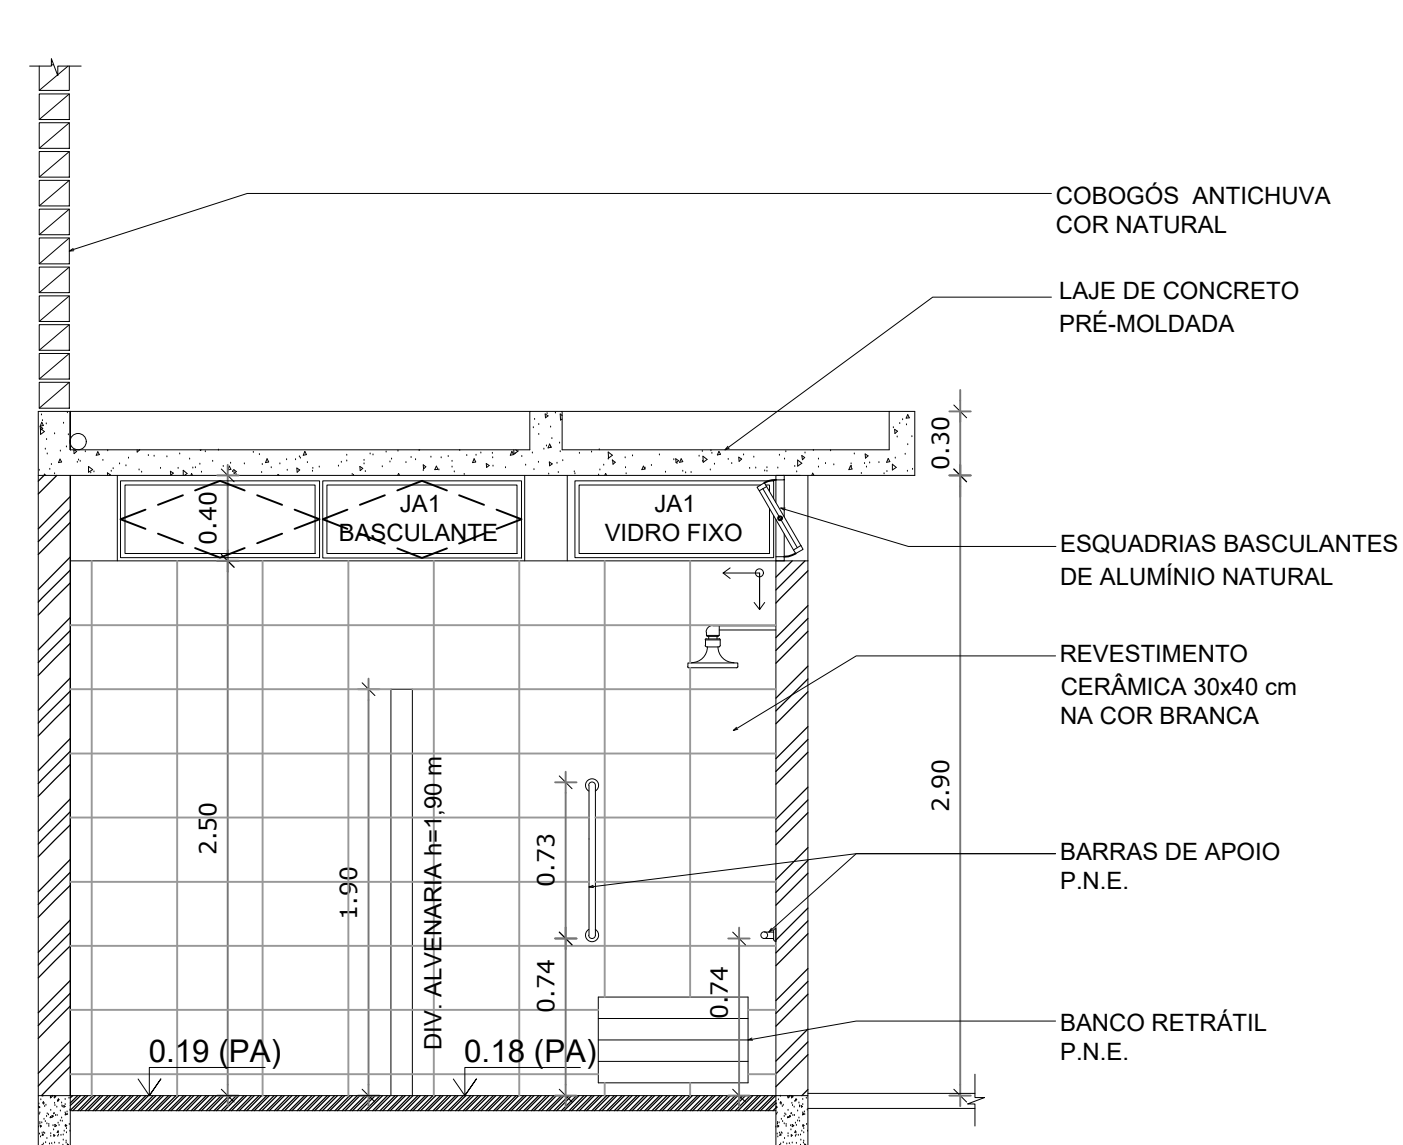 COBOGÓS ANTICHUVA
COR NATURAL
LAJE DE CONCRETO
PRÉ-MOLDADA
0.30
0.40
JA1
BASCULANTE
JA1
VIDRO FIXO
ESQUADRIAS BASCULANTES
DE ALUMÍNIO NATURAL
REVESTIMENTO
CERÂMICA 30x40 cm
NA COR BRANCA
2.90
2.50
1.90
DIV. ALVENARIA h=1,90 m
0.73
BARRAS DE APOIO
P.N.E.
0.74
0.74
BANCO RETRÁTIL
P.N.E.
0.19 (PA)
0.18 (PA)